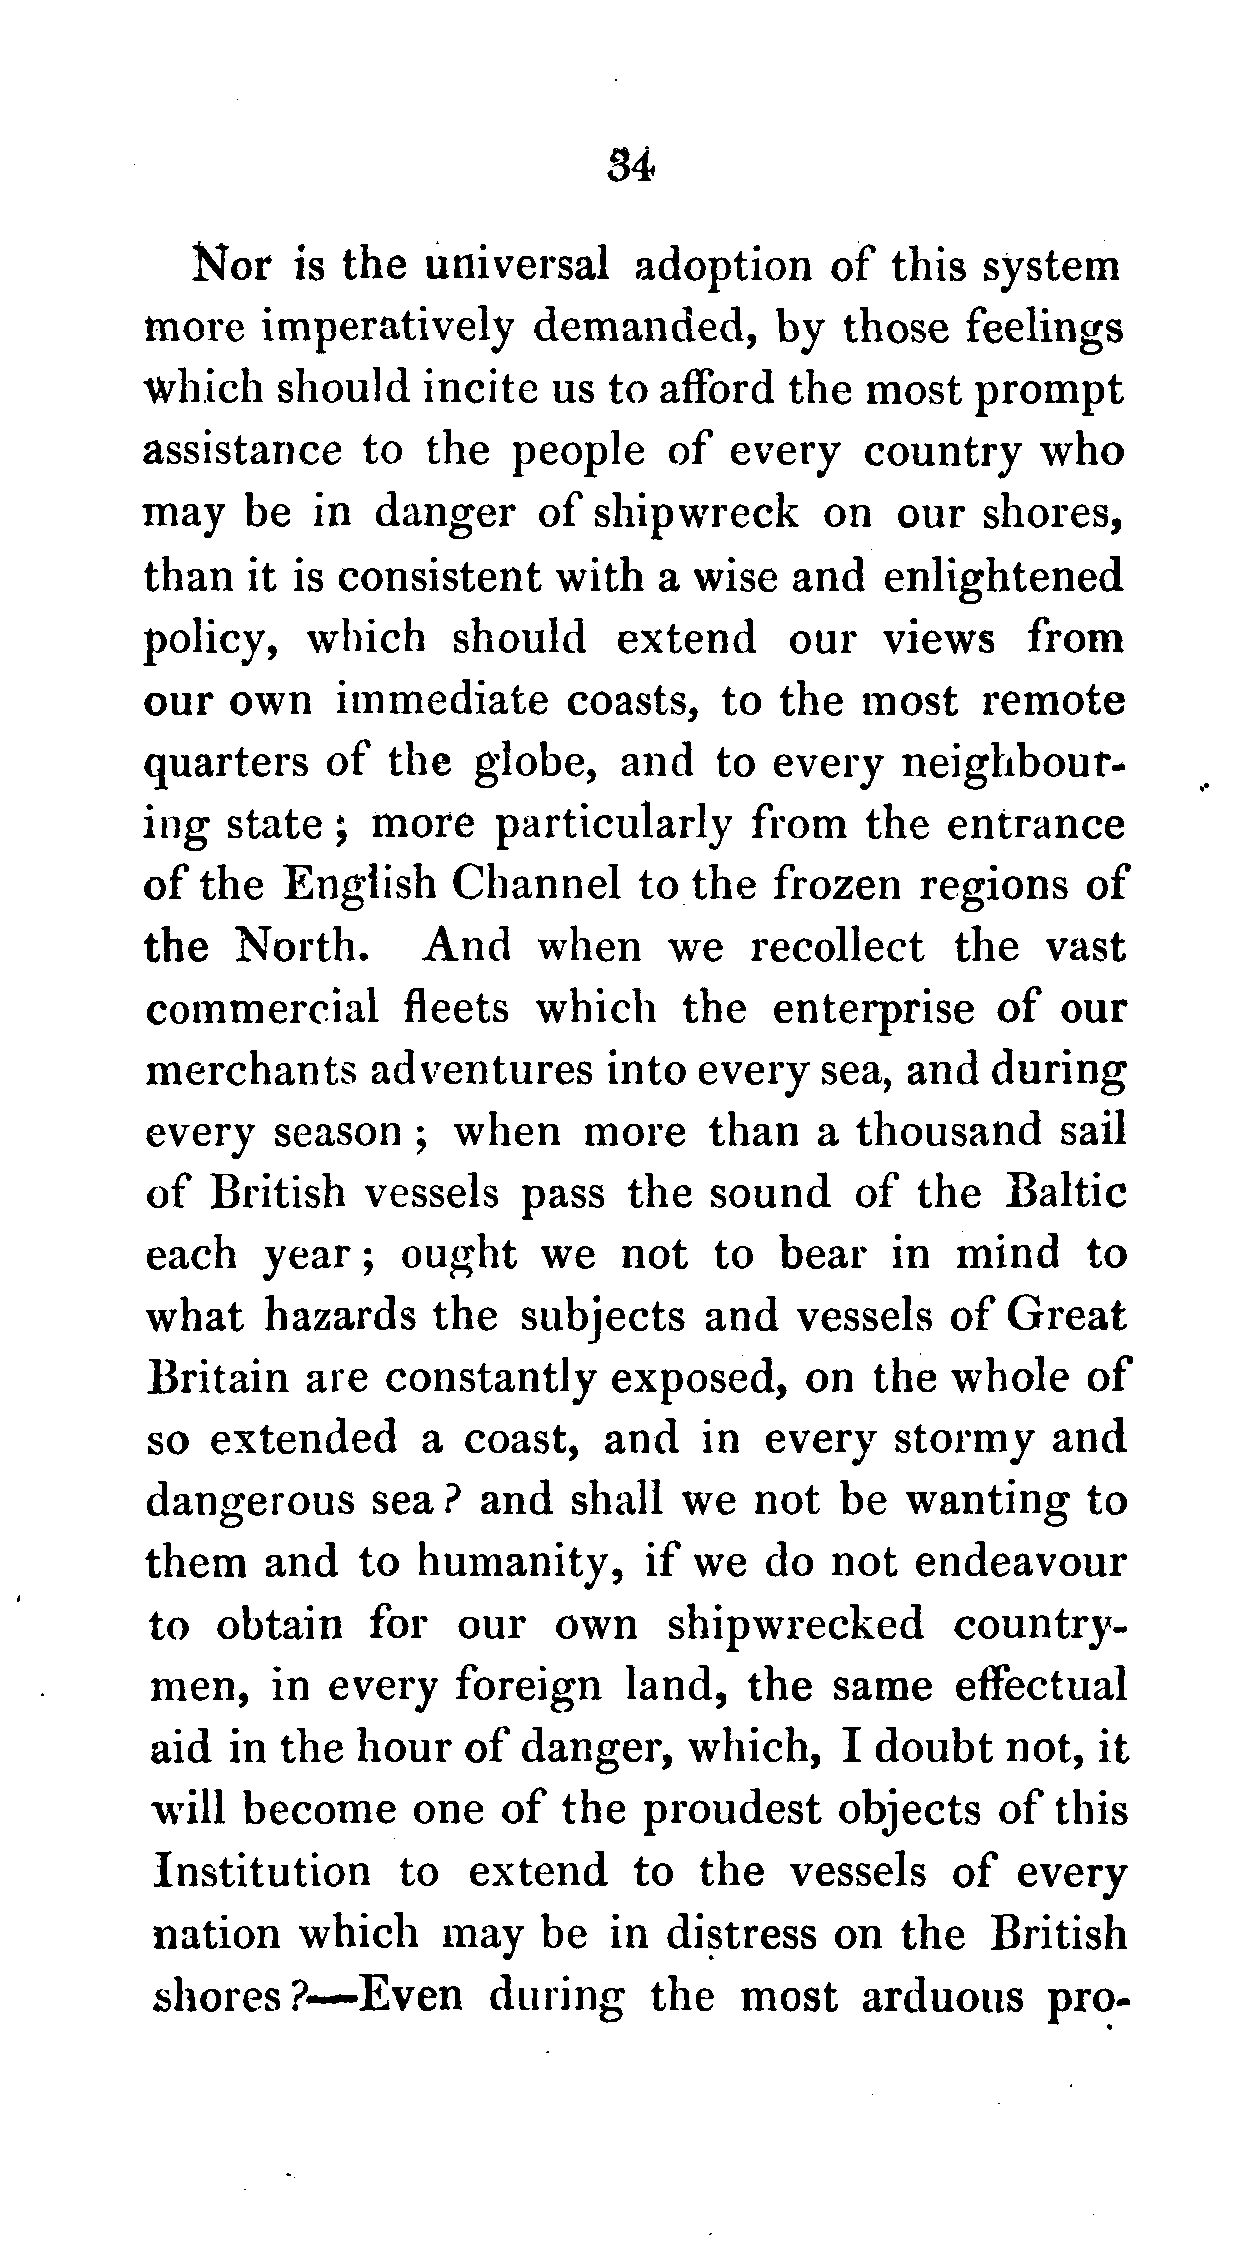 34
Nor is the universal adoption of this system
more imperatively demanded, by those feelings
which should incite us to afford the most prompt
assistance to the people of every country who
may be in danger of shipwreck on our shores,
than it is consistent with a wise and enlightened
policy, which should extend our views from
our own immediate coasts, to the most remote
quarters of the globe, and to every neighbour-
ing state ; more particularly from the entrance
of the English Channel to the frozen regions of
the North. And when we recollect the vast
commercial fleets which the enterprise of our
merchants adventures into every sea, and during
every season ; when more than a thousand sail
of British vessels pass the sound of the Baltic
each year ; ought we not to bear in mind to
what hazards the subjects and vessels of Great
Britain are constantly exposed, on the whole of
so extended a coast, and in every stormy and
dangerous sea ? and shall we not be wanting to
them and to humanity, if we do not endeavour
to obtain for our own shipwrecked country-
men, in every foreign land, the same effectual
aid in the hour of danger, which, I doubt not, it
will become one of the proudest objects of this
Institution to extend to the vessels of every
nation which may be in distress on the British
shores ?—Even during the most arduous pro-